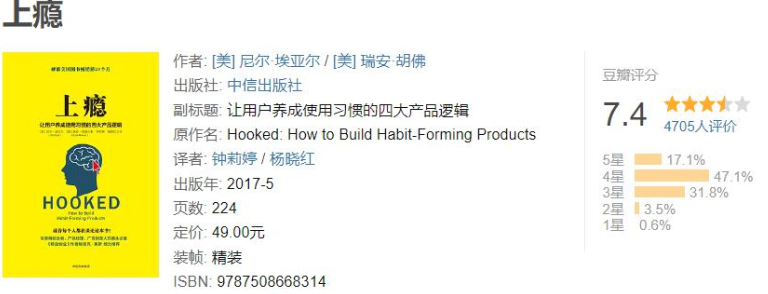 上瘾
作者: [美] 尼尔·埃亚尔 / [美] 瑞安·胡佛
出版社: 中信出版社
副标题: 让用户养成使用习惯的四大产品逻辑
原作名: Hooked: How to Build Habit-Forming Products
译者: 钟莉婷 / 杨晓红
出版年: 2017-5
页数: 224
定价: 49.00元
装帧: 精装
ISBN: 9787508668314
豆瓣评分
7.4
4705人评价
5星 17.1%
4星 47.1%
3星 31.8%
2星 3.5%
1星 0.6%
上瘾
让用户养成使用习惯的四大产品逻辑
HOOKED
How to Build
Habit-Forming Products